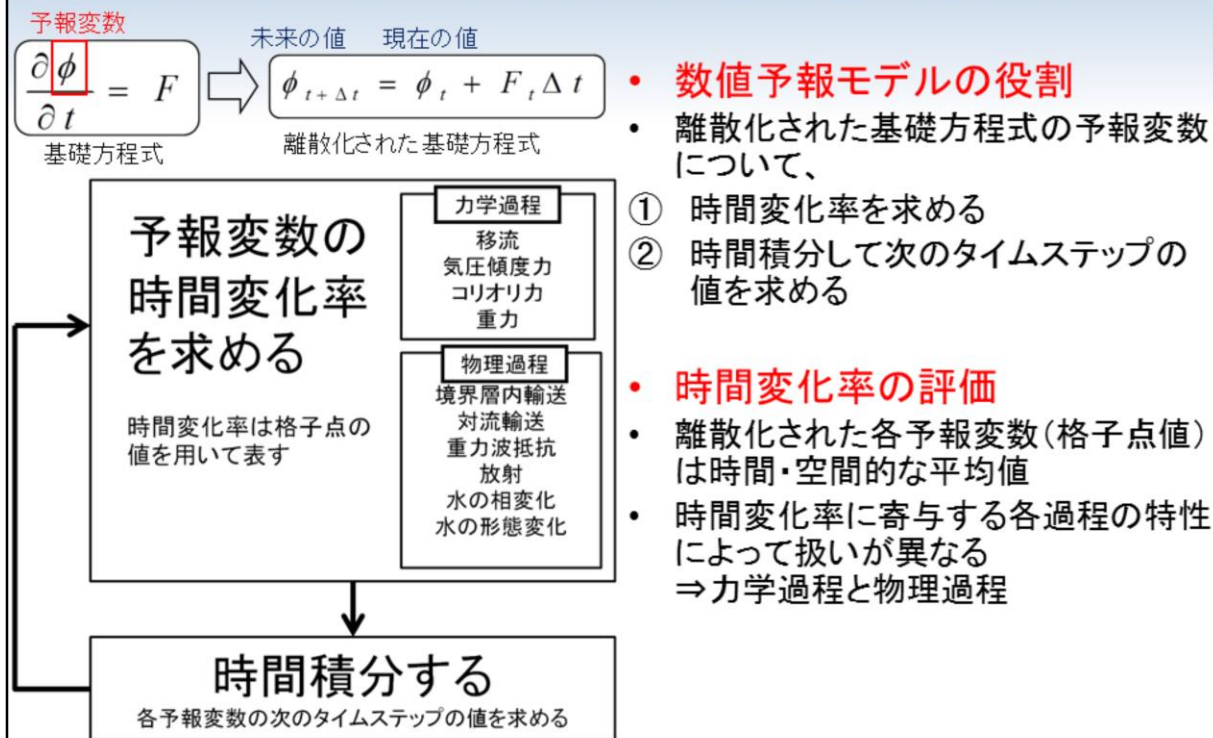 予報変数
∂φ/∂t = F
基礎方程式
未来の値 現在の値
φ t+Δt = φ t + F t Δt
離散化された基礎方程式
予報変数の
時間変化率
を求める
時間変化率は格子点の
値を用いて表す
力学過程
移流
気圧傾度力
コリオリカ
重力
物理過程
境界層内輸送
対流輸送
重力波抵抗
放射
水の相変化
水の形態変化
時間積分する
各予報変数の次のタイムステップの値を求める
• 数値予報モデルの役割
• 離散化された基礎方程式の予報変数
について、
① 時間変化率を求める
② 時間積分して次のタイムステップの
値を求める
• 時間変化率の評価
• 離散化された各予報変数(格子点値)
は時間・空間的な平均値
• 時間変化率に寄与する各過程の特性
によって扱いが異なる
⇒力学過程と物理過程